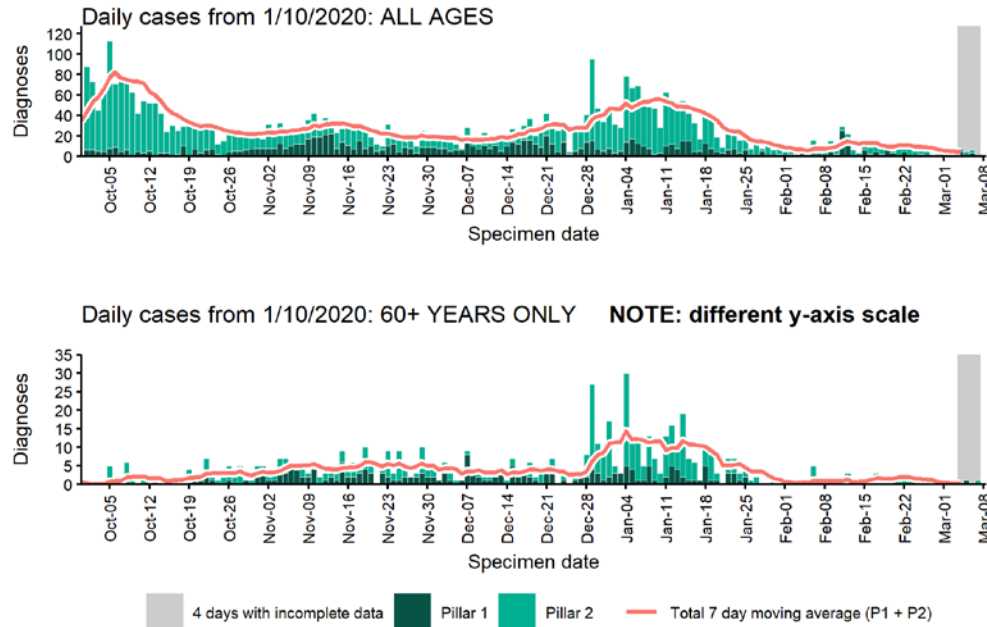 Daily cases from 1/10/2020: ALL AGES
120
100
80
60
40
20
0
Diagnoses
Oct-05 Oct-12 Oct-19 Oct-26 Nov-02 Nov-09 Nov-16 Nov-23 Nov-30 Dec-07 Dec-14 Dec-21 Dec-28 Jan-04 Jan-11 Jan-18 Jan-25 Feb-01 Feb-08 Feb-15 Feb-22 Mar-01 Mar-08
Specimen date
Daily cases from 1/10/2020: 60+ YEARS ONLY NOTE: different y-axis scale
35
30
25
20
15
10
5
0
Diagnoses
Oct-05 Oct-12 Oct-19 Oct-26 Nov-02 Nov-09 Nov-16 Nov-23 Nov-30 Dec-07 Dec-14 Dec-21 Dec-28 Jan-04 Jan-11 Jan-18 Jan-25 Feb-01 Feb-08 Feb-15 Feb-22 Mar-01 Mar-08
Specimen date
4 days with incomplete data Pillar 1 Pillar 2 Total 7 day moving average (P1 + P2)